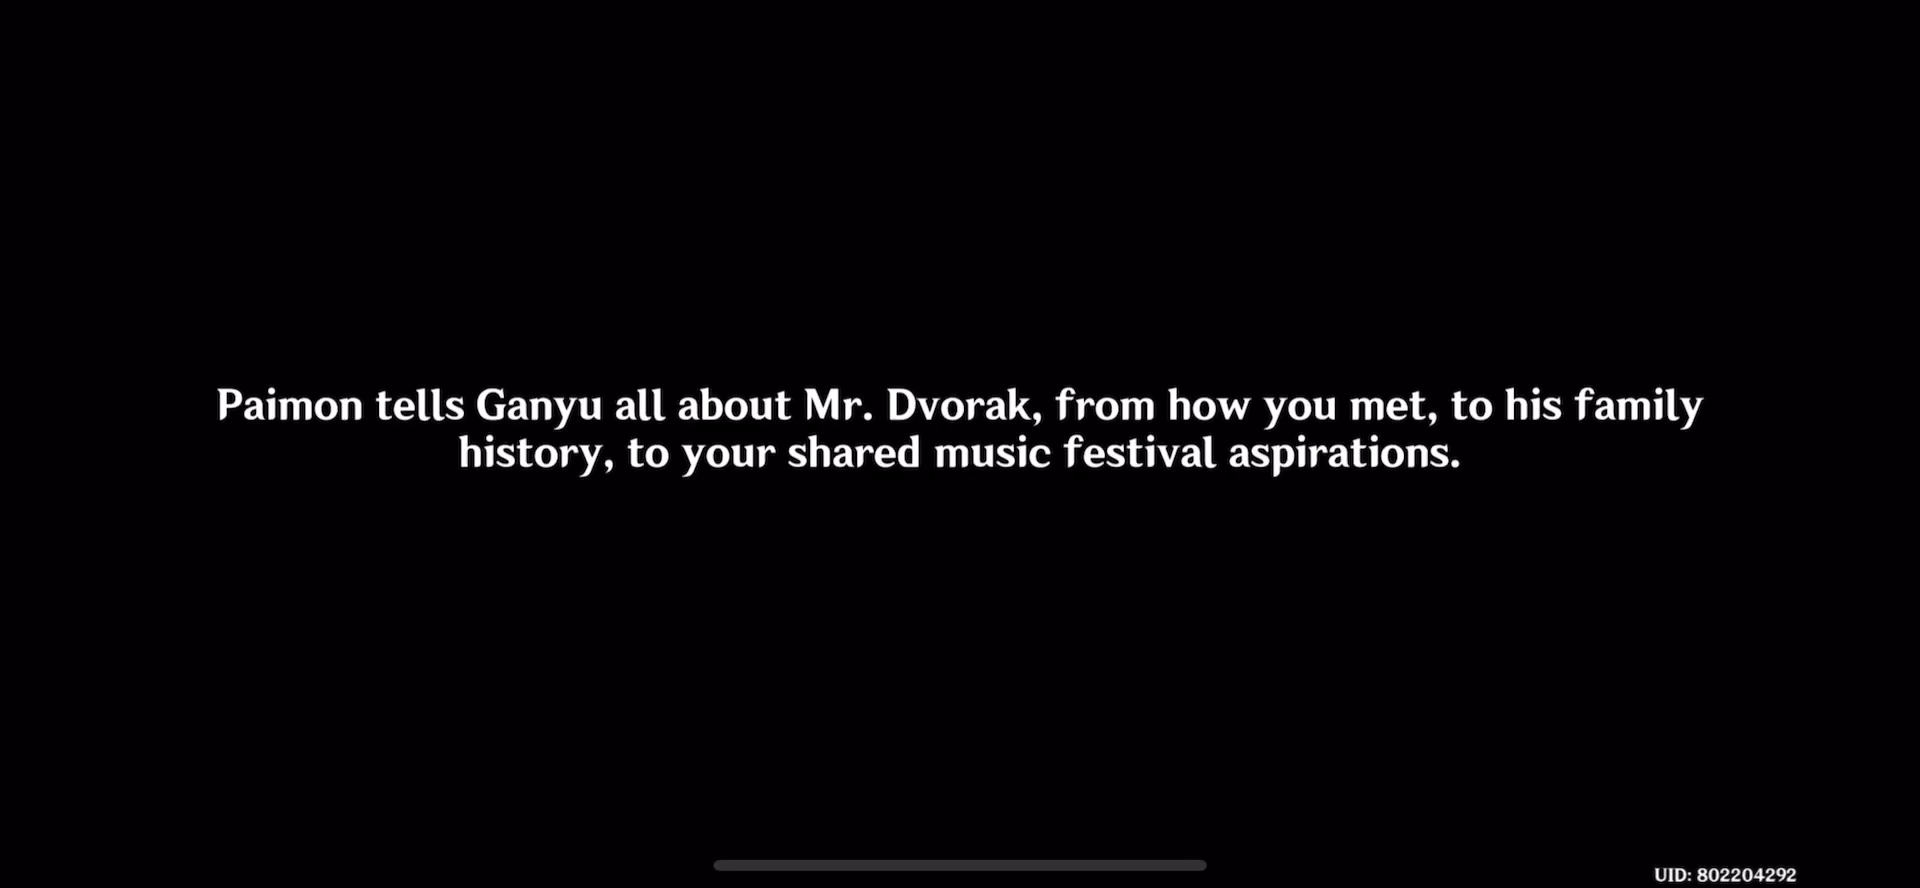 Paimon tells Ganyu all about Mr. Dvorak, from how you met, to his family
history, to your shared music festival aspirations.
UID: 802204292